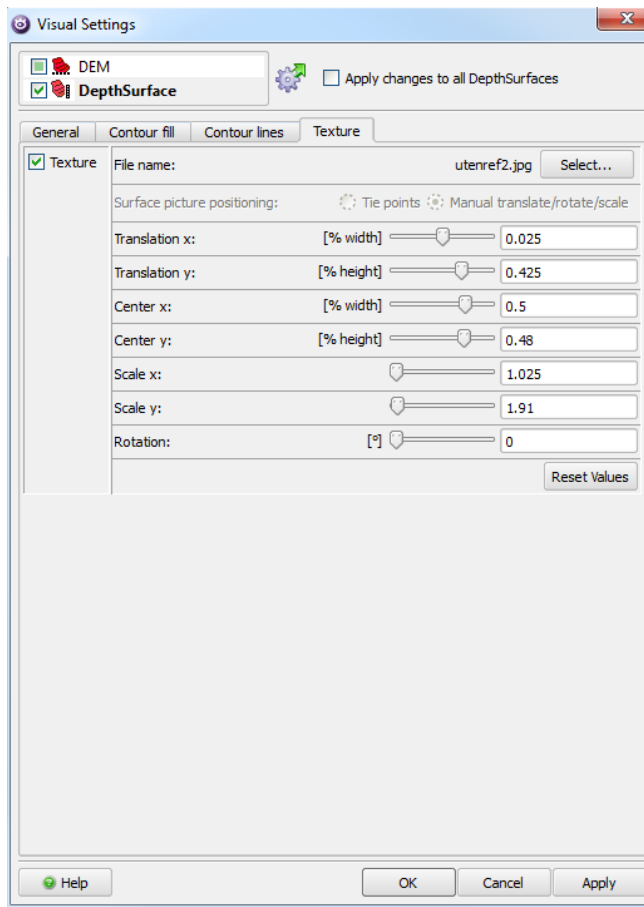 Visual Settings
DEM
DepthSurface
Apply changes to all DepthSurfaces
General Contour fill Contour lines Texture
Texture File name: utenref2.jpg Select...
Surface picture positioning: Tie points Manual translate/rotate/scale
Translation x: [% width] 0.025
Translation y: [% height] 0.425
Center x: [% width] 0.5
Center y: [% height] 0.48
Scale x: 1.025
Scale y: 1.91
Rotation: [°] 0
Reset Values
Help OK Cancel Apply